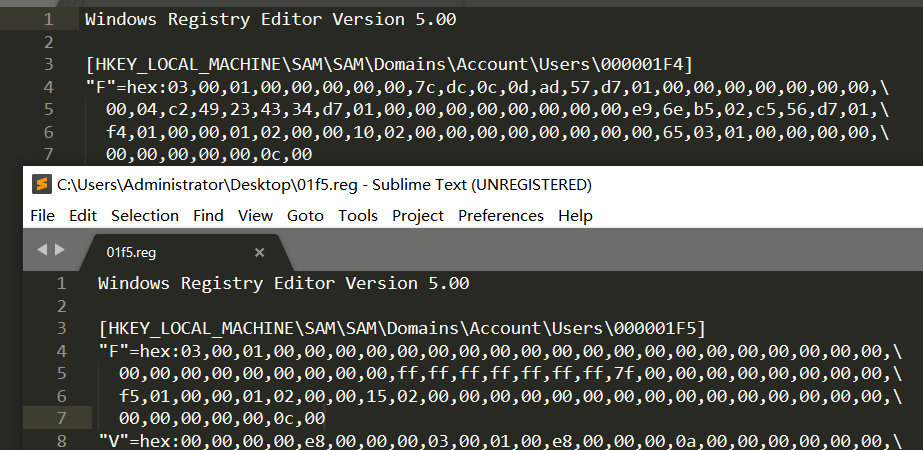 1 Windows Registry Editor Version 5.00
2
3 [HKEY_LOCAL_MACHINE\SAM\SAM\Domains\Account\Users\000001F4]
4 "F"=hex:03,00,01,00,00,00,00,00,7c,dc,0c,0d,ad,57,d7,01,00,00,00,00,00,00,00,\
5 00,04,c2,49,23,43,34,d7,01,00,00,00,00,00,00,00,00,e9,6e,b5,02,c5,56,d7,01,\
6 f4,01,00,00,01,02,00,00,10,02,00,00,00,00,00,00,00,00,65,03,01,00,00,00,00,\
7 00,00,00,00,00,0c,00
C:\Users\Administrator\Desktop\01f5.reg - Sublime Text (UNREGISTERED)
File Edit Selection Find View Goto Tools Project Preferences Help
01f5.reg ×
1 Windows Registry Editor Version 5.00
2
3 [HKEY_LOCAL_MACHINE\SAM\SAM\Domains\Account\Users\000001F5]
4 "F"=hex:03,00,01,00,00,00,00,00,00,00,00,00,00,00,00,00,00,00,00,00,00,00,00,\
5 00,00,00,00,00,00,00,00,00,ff,ff,ff,ff,ff,ff,ff,7f,00,00,00,00,00,00,00,00,\
6 f5,01,00,00,01,02,00,00,15,02,00,00,00,00,00,00,00,00,00,00,00,00,00,00,00,\
7 00,00,00,00,00,0c,00
8 "V"=hex:00,00,00,00,e8,00,00,00,03,00,01,00,e8,00,00,00,0a,00,00,00,00,00,00,\